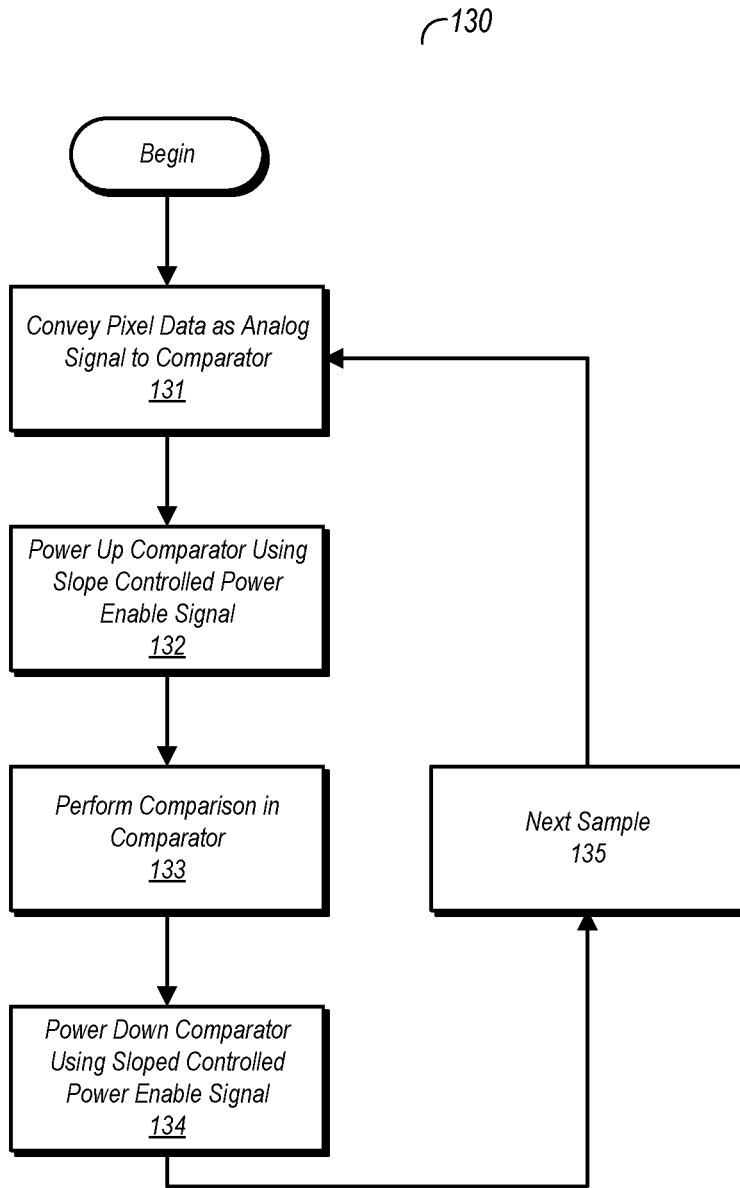 130
Begin
Convey Pixel Data as Analog
Signal to Comparator
131
Power Up Comparator Using
Slope Controlled Power
Enable Signal
132
Perform Comparison in
Comparator
133
Next Sample
135
Power Down Comparator
Using Sloped Controlled
Power Enable Signal
134